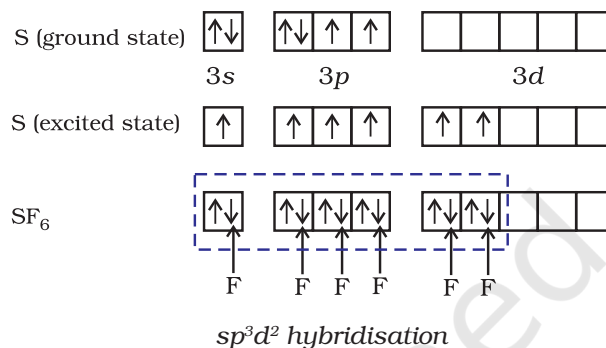 S (ground state)
3s 3p 3d
S (excited state)
SF₆
F F F F F F
sp³d² hybridisation